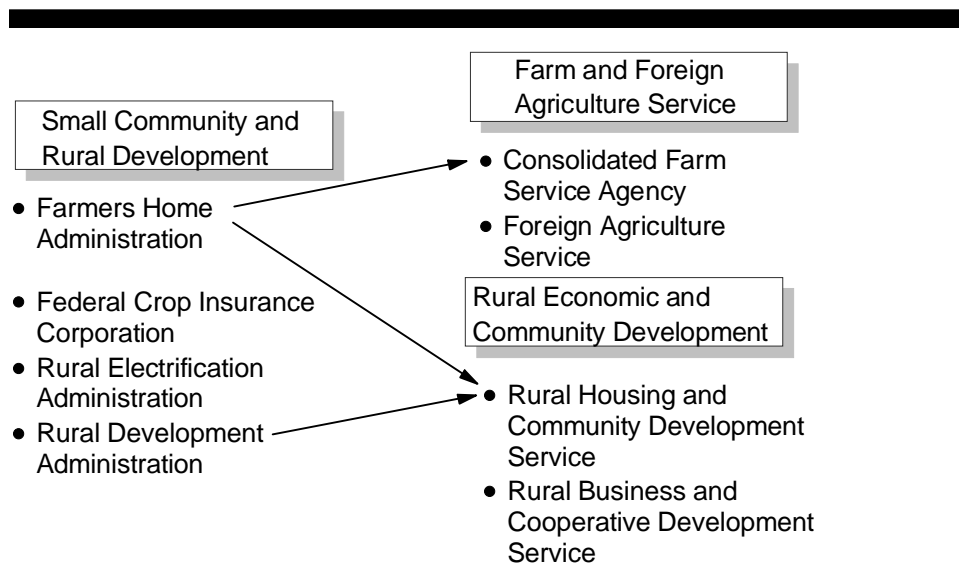 Small Community and
Rural Development
• Farmers Home
Administration
• Federal Crop Insurance
Corporation
• Rural Electrification
Administration
• Rural Development
Administration
Farm and Foreign
Agriculture Service
• Consolidated Farm
Service Agency
• Foreign Agriculture
Service
Rural Economic and
Community Development
• Rural Housing and
Community Development
Service
• Rural Business and
Cooperative Development
Service